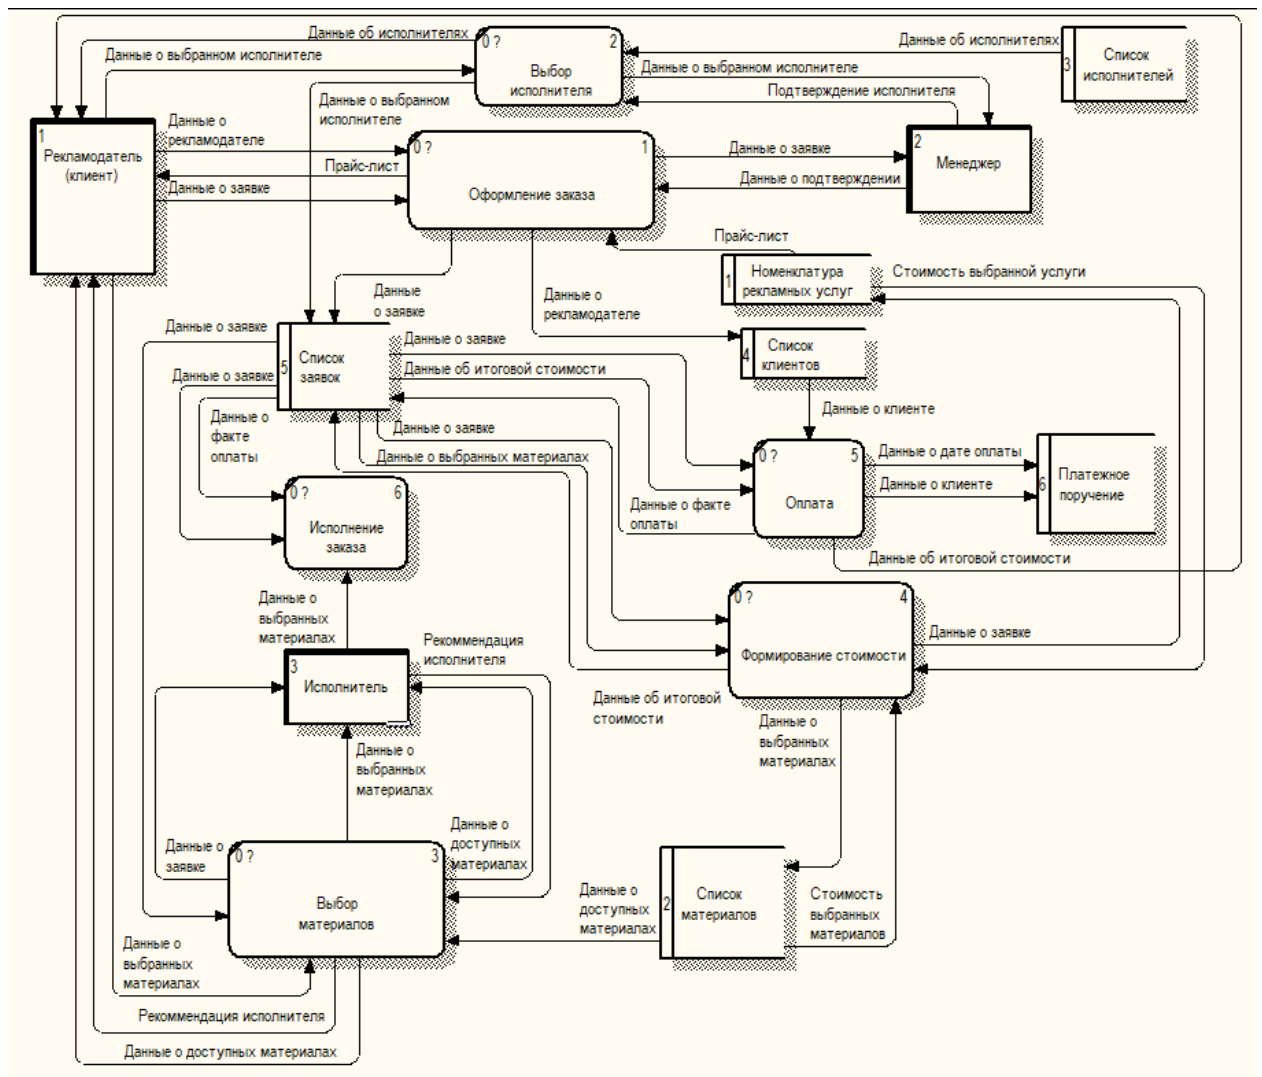 Данные об исполнителях
0 ?
2
Выбор
исполнителя
Данные об исполнителях
3
Список
исполнителей
Данные о выбранном исполнителе
Данные о выбранном исполнителе
Подтверждение исполнителя
Данные о выбранном
исполнителе
1
Рекламодатель
(клиент)
Данные о
рекламодателе
Прайс-лист
Данные о заявке
0 ?
1
Оформление заказа
Данные о заявке
Данные о подтверждении
2
Менеджер
Прайс-лист
1
Номенклатура
рекламных услуг
Стоимость выбранной услуги
Данные
о заявке
Данные о
рекламодателе
4
Список
клиентов
Данные о заявке
Данные о заявке
5
Список
заявок
Данные о заявке
Данные об итоговой стоимости
Данные о клиенте
Данные о
факте
оплаты
Данные о заявке
Данные о выбранных материалах
0 ?
5
Оплата
Данные о дате оплаты
Данные о клиенте
6
Платежное
поручение
0 ?
6
Исполнение
заказа
Данные о факте
оплаты
Данные об итоговой стоимости
Данные о
выбранных
материалах
0 ?
4
Формирование стоимости
Данные о заявке
Рекоммендация
исполнителя
3
Исполнитель
Данные об итоговой
стоимости
Данные о
выбранных
материалах
Данные о
выбранных
материалах
Данные о
заявке
0 ?
3
Выбор
материалов
Данные о
доступных
материалах
Данные о
доступных
материалах
2
Список
материалов
Стоимость
выбранных
материалов
Данные о
выбранных
материалах
Рекоммендация исполнителя
Данные о доступных материалах